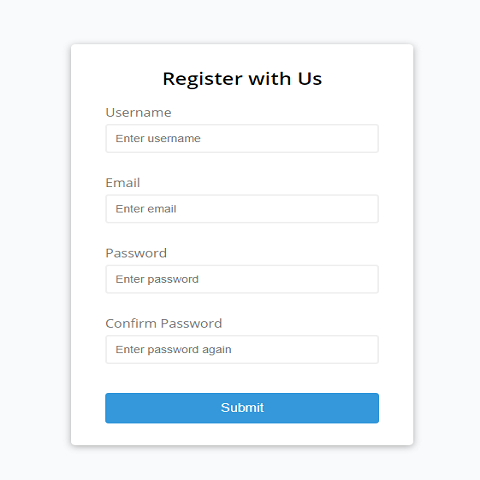 Register with Us
Username
Enter username
Email
Enter email
Password
Enter password
Confirm Password
Enter password again
Submit